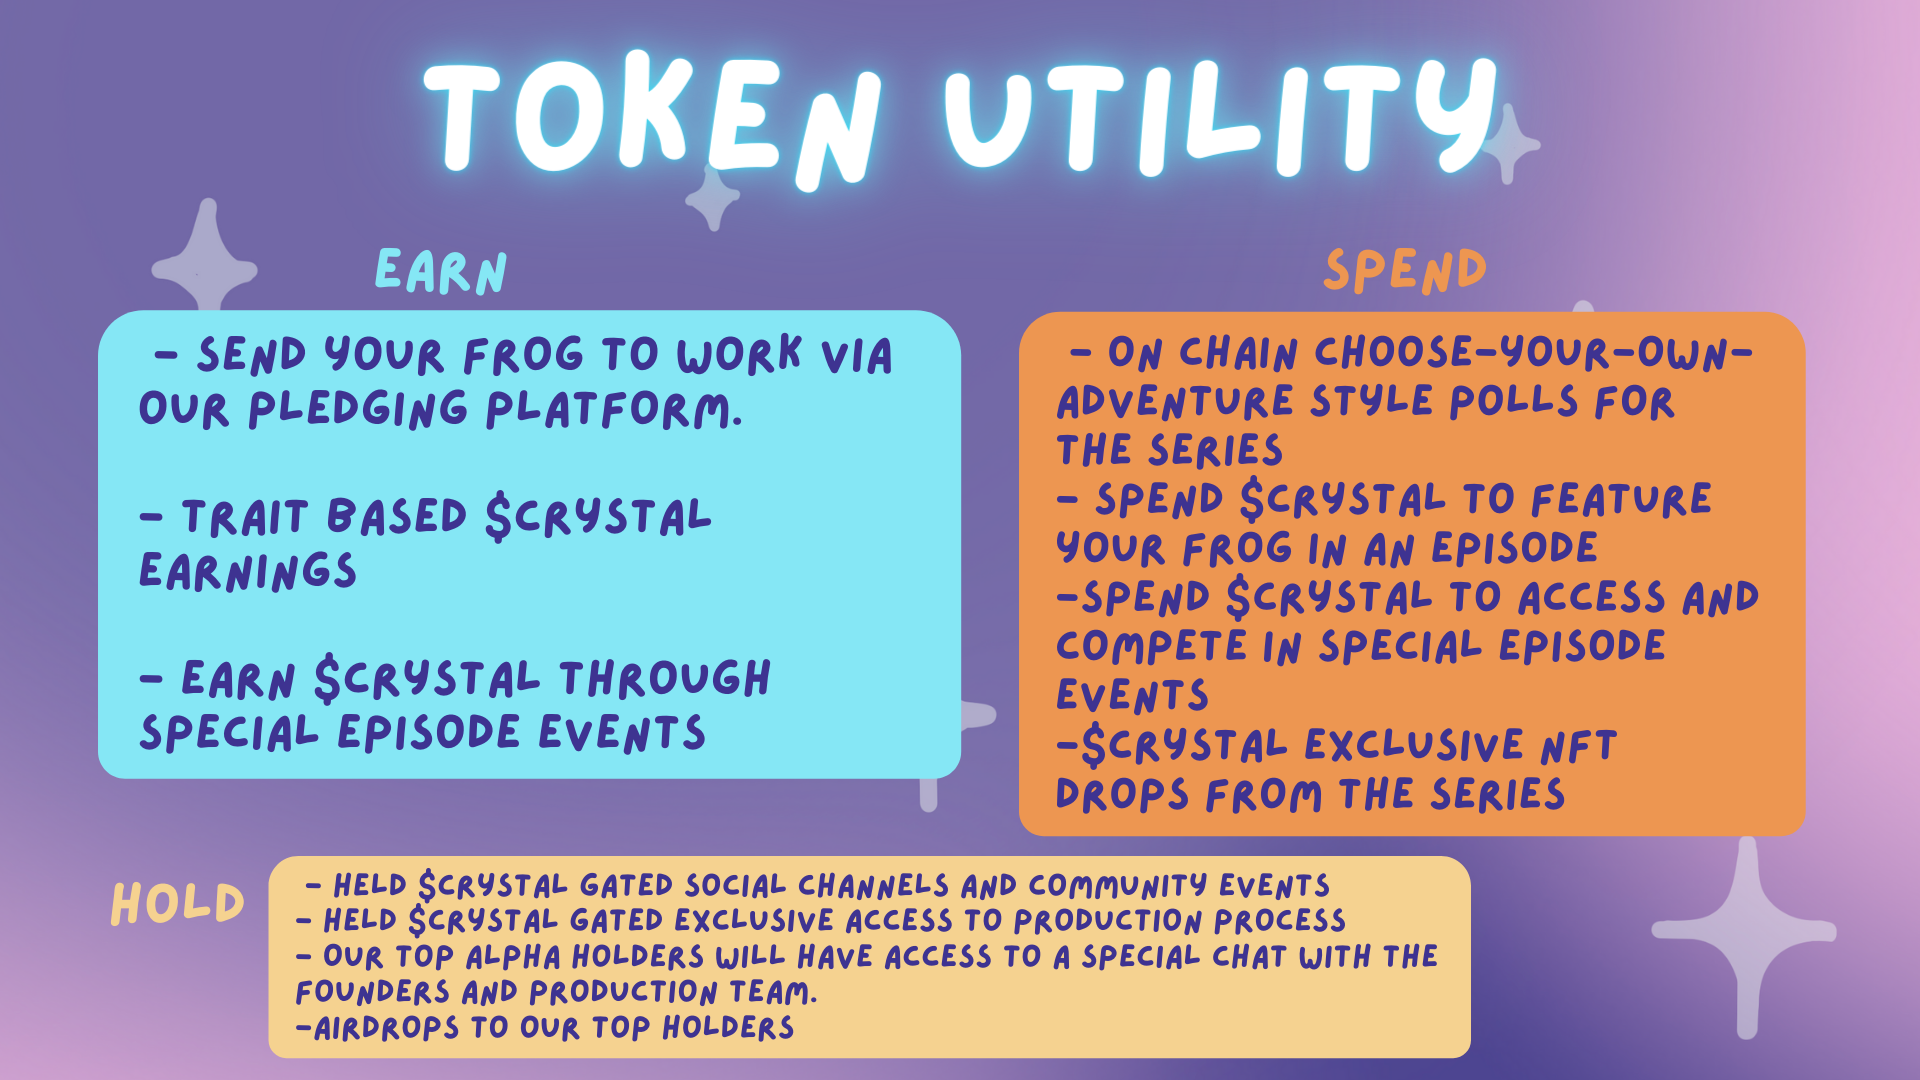 TOKEN UTILITY
EARN
- SEND YOUR FROG TO WORK VIA
OUR PLEDGING PLATFORM.
- TRAIT BASED $CRYSTAL
EARNINGS
- EARN $CRYSTAL THROUGH
SPECIAL EPISODE EVENTS
SPEND
- ON CHAIN CHOOSE-YOUR-OWN-
ADVENTURE STYLE POLLS FOR
THE SERIES
- SPEND $CRYSTAL TO FEATURE
YOUR FROG IN AN EPISODE
-SPEND $CRYSTAL TO ACCESS AND
COMPETE IN SPECIAL EPISODE
EVENTS
-$CRYSTAL EXCLUSIVE NFT
DROPS FROM THE SERIES
HOLD
- HELD $CRYSTAL GATED SOCIAL CHANNELS AND COMMUNITY EVENTS
- HELD $CRYSTAL GATED EXCLUSIVE ACCESS TO PRODUCTION PROCESS
- OUR TOP ALPHA HOLDERS WILL HAVE ACCESS TO A SPECIAL CHAT WITH THE
FOUNDERS AND PRODUCTION TEAM.
-AIRDROPS TO OUR TOP HOLDERS